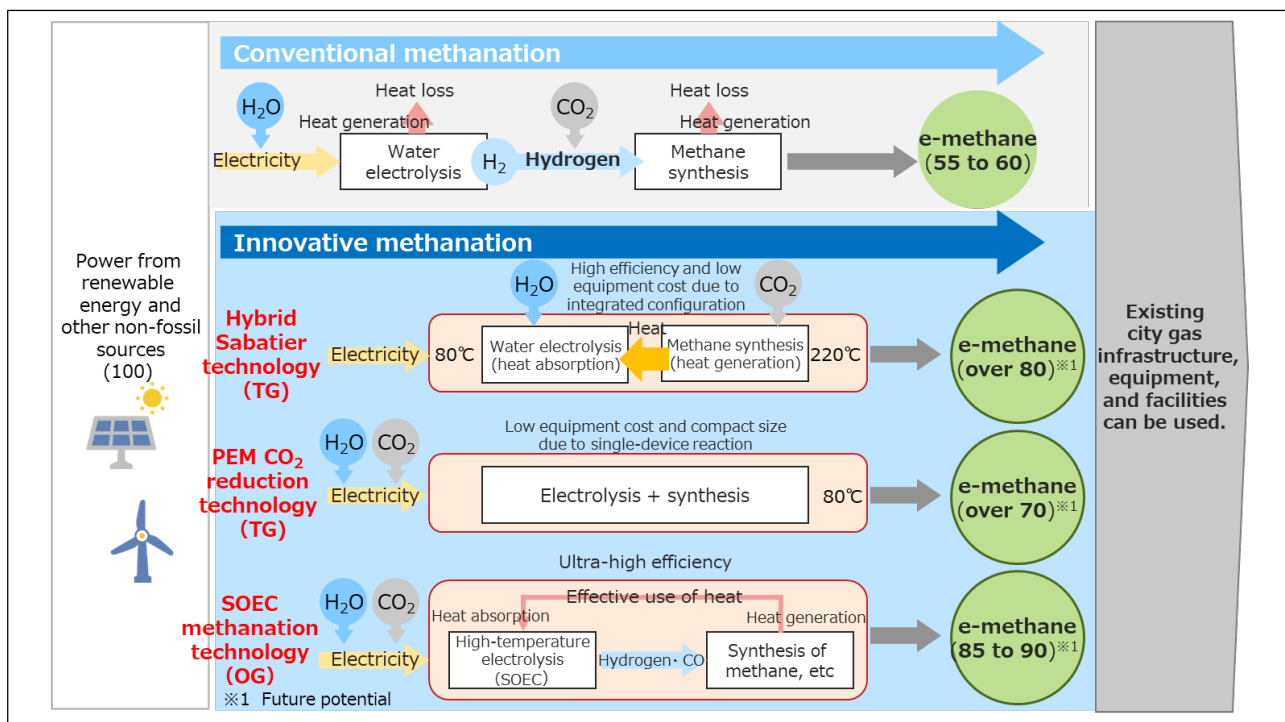 Conventional methanation
H₂O
Heat loss
Heat generation
CO₂
Heat loss
Heat generation
Electricity
Water
electrolysis
H₂
Hydrogen
Methane
synthesis
e-methane
(55 to 60)
Power from
renewable
energy and
other non-fossil
sources
(100)
Innovative methanation
Hybrid
Sabatier
technology
(TG)
Electricity
H₂O
High efficiency and low
equipment cost due to
integrated configuration
CO₂
80℃
Water electrolysis
(heat absorption)
Heat
Methane synthesis
(heat generation)
220℃
e-methane
(over 80)※1
PEM CO₂
reduction
technology
(TG)
H₂O
CO₂
Electricity
Low equipment cost and compact size
due to single-device reaction
Electrolysis + synthesis
80℃
e-methane
(over 70)※1
SOEC
methanation
technology
(OG)
H₂O
CO₂
Electricity
Ultra-high efficiency
Effective use of heat
Heat absorption
Heat generation
High-temperature
electrolysis
(SOEC)
Hydrogen・CO
Synthesis of
methane, etc
e-methane
(85 to 90)※1
※1 Future potential
Existing
city gas
infrastructure,
equipment,
and facilities
can be used.